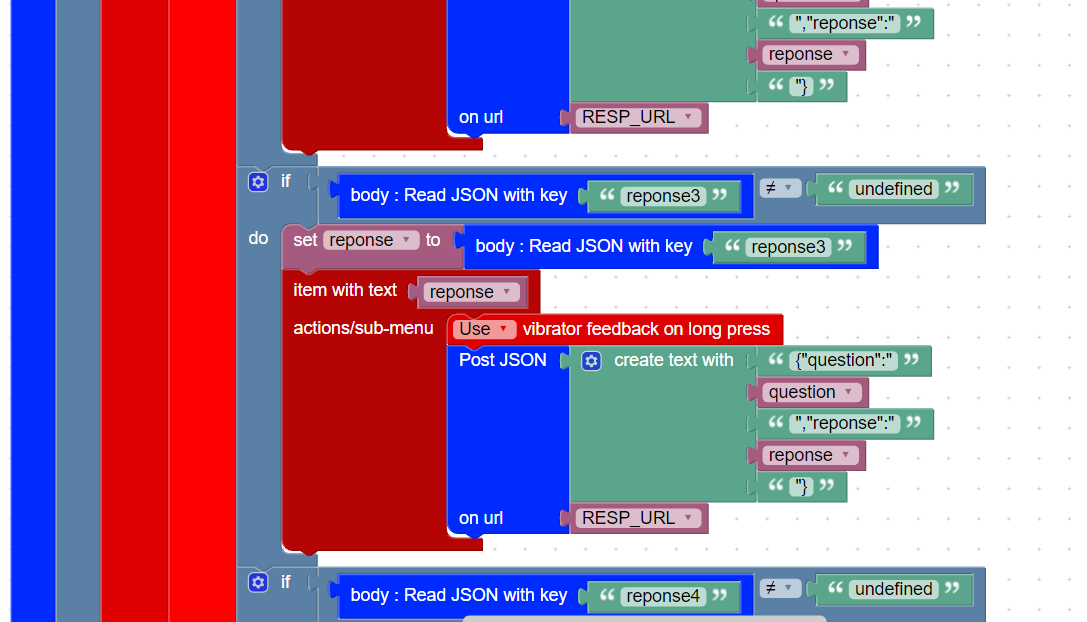 “ ","reponse":" ”
reponse
“ "} ”
on url RESP_URL
if body : Read JSON with key “ reponse3 ” ≠ “ undefined ”
do set reponse to body : Read JSON with key “ reponse3 ”
item with text reponse
actions/sub-menu Use vibrator feedback on long press
Post JSON create text with “ {"question":" ”
question
“ ","reponse":" ”
reponse
“ "} ”
on url RESP_URL
if body : Read JSON with key “ reponse4 ” ≠ “ undefined ”